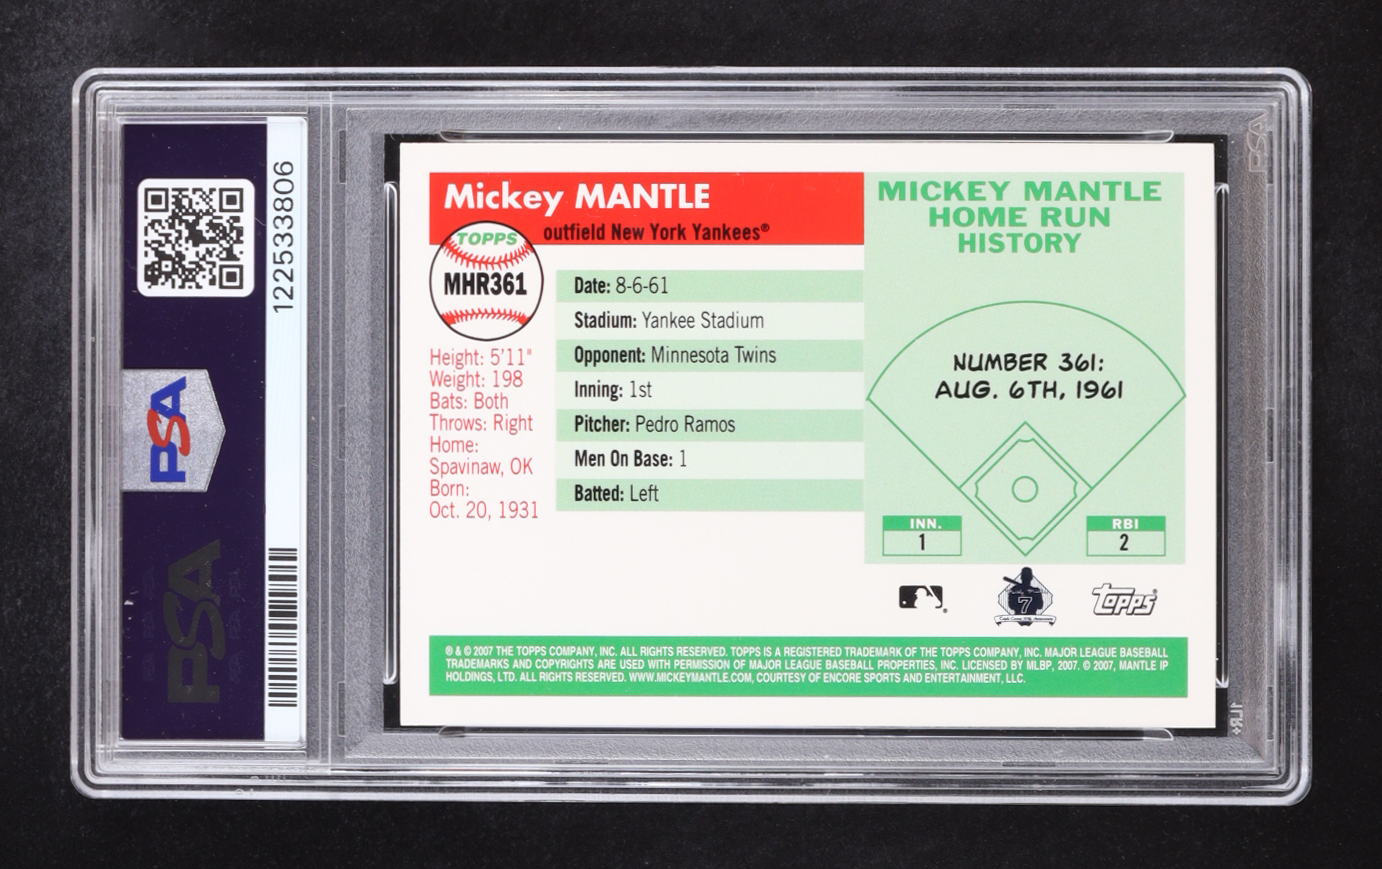 122533806
PSA
PSA
PSA
Mickey MANTLE
outfield New York Yankees®
TOPPS
MHR361
Height: 5'11"
Weight: 198
Bats: Both
Throws: Right
Home:
Spavinaw, OK
Born:
Oct. 20, 1931
Date: 8-6-61
Stadium: Yankee Stadium
Opponent: Minnesota Twins
Inning: 1st
Pitcher: Pedro Ramos
Men On Base: 1
Batted: Left
MICKEY MANTLE
HOME RUN
HISTORY
NUMBER 361:
AUG. 6TH, 1961
INN.
1
RBI
2
7
Topps®
® & © 2007 THE TOPPS COMPANY, INC. ALL RIGHTS RESERVED. TOPPS IS A REGISTERED TRADEMARK OF THE TOPPS COMPANY, INC. MAJOR LEAGUE BASEBALL
TRADEMARKS AND COPYRIGHTS ARE USED WITH PERMISSION OF MAJOR LEAGUE BASEBALL PROPERTIES, INC. LICENSED BY MLBP, 2007. © 2007, MANTLE IP
HOLDINGS, LTD. ALL RIGHTS RESERVED. WWW.MICKEYMANTLE.COM, COURTESY OF ENCORE SPORTS AND ENTERTAINMENT, LLC.